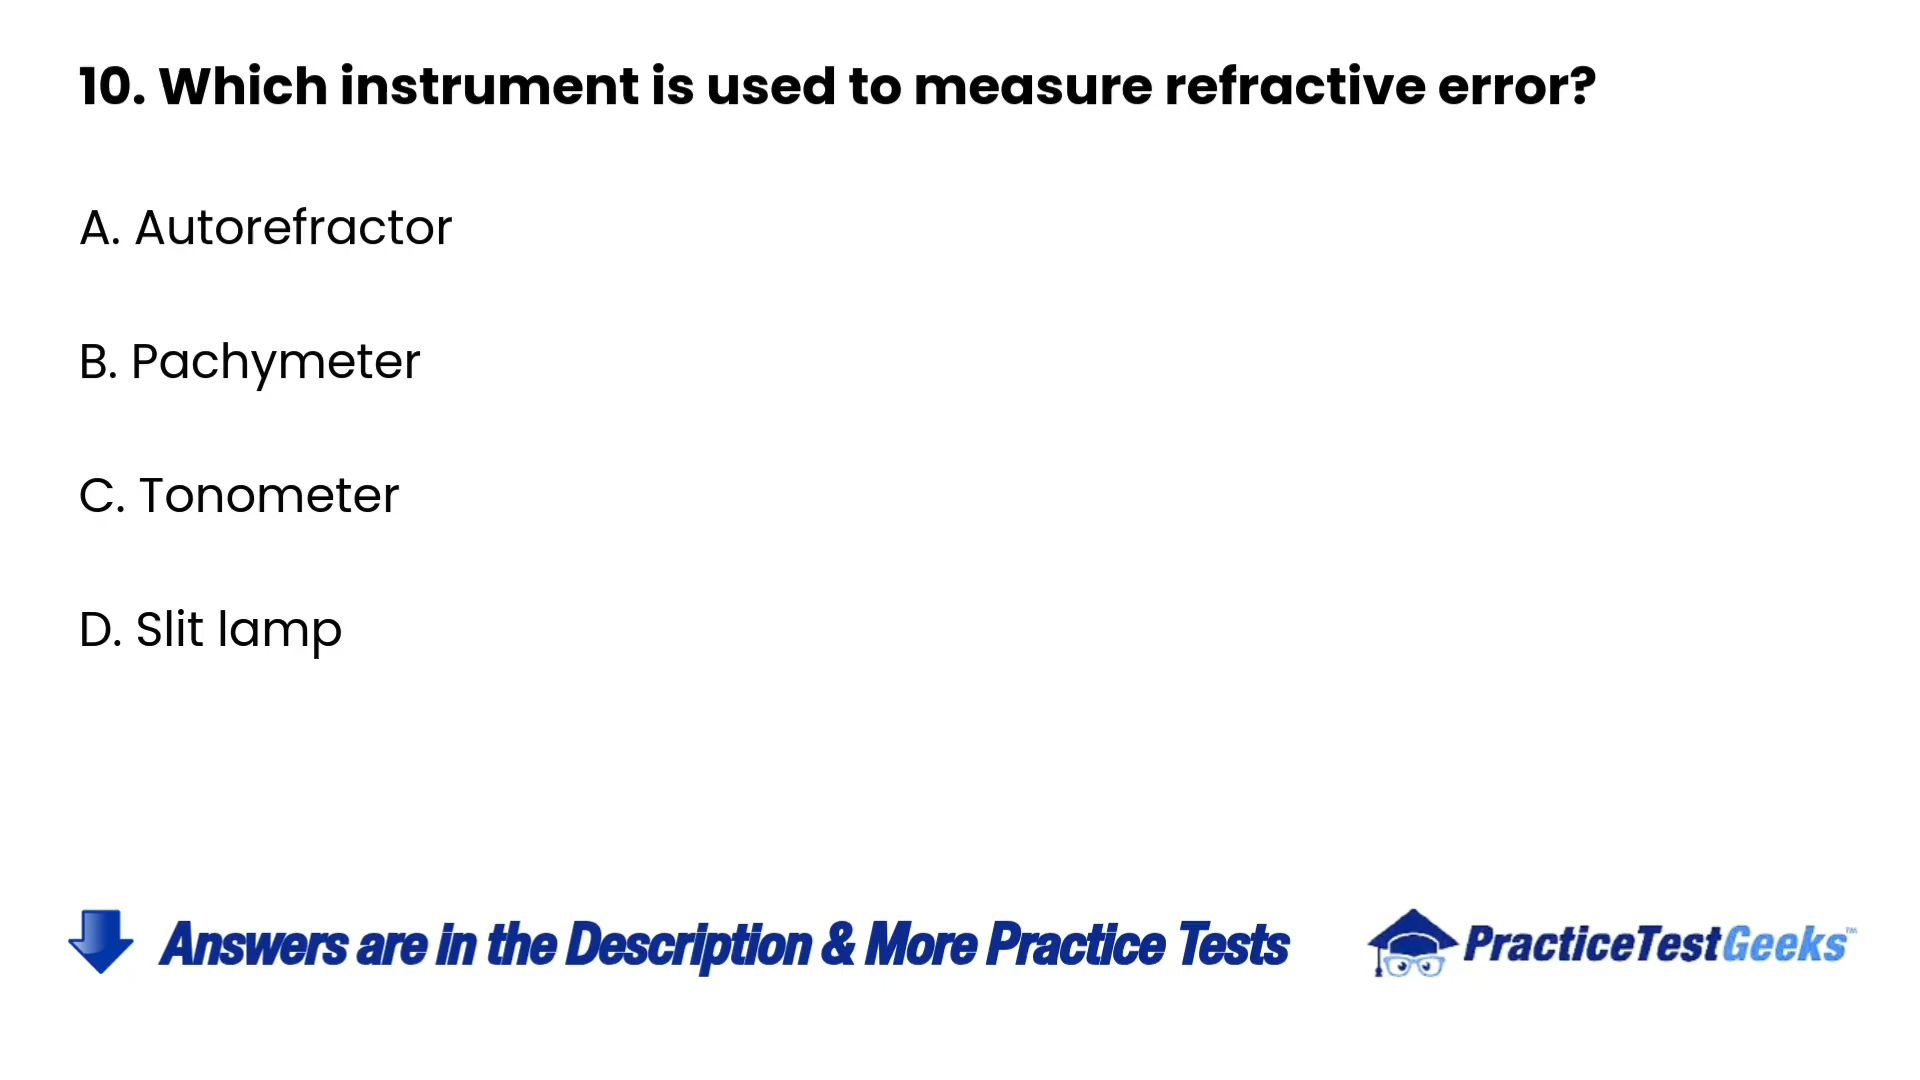 10. Which instrument is used to measure refractive error?
A. Autorefractor
B. Pachymeter
C. Tonometer
D. Slit lamp
Answers are in the Description & More Practice Tests
PracticeTestGeeks™